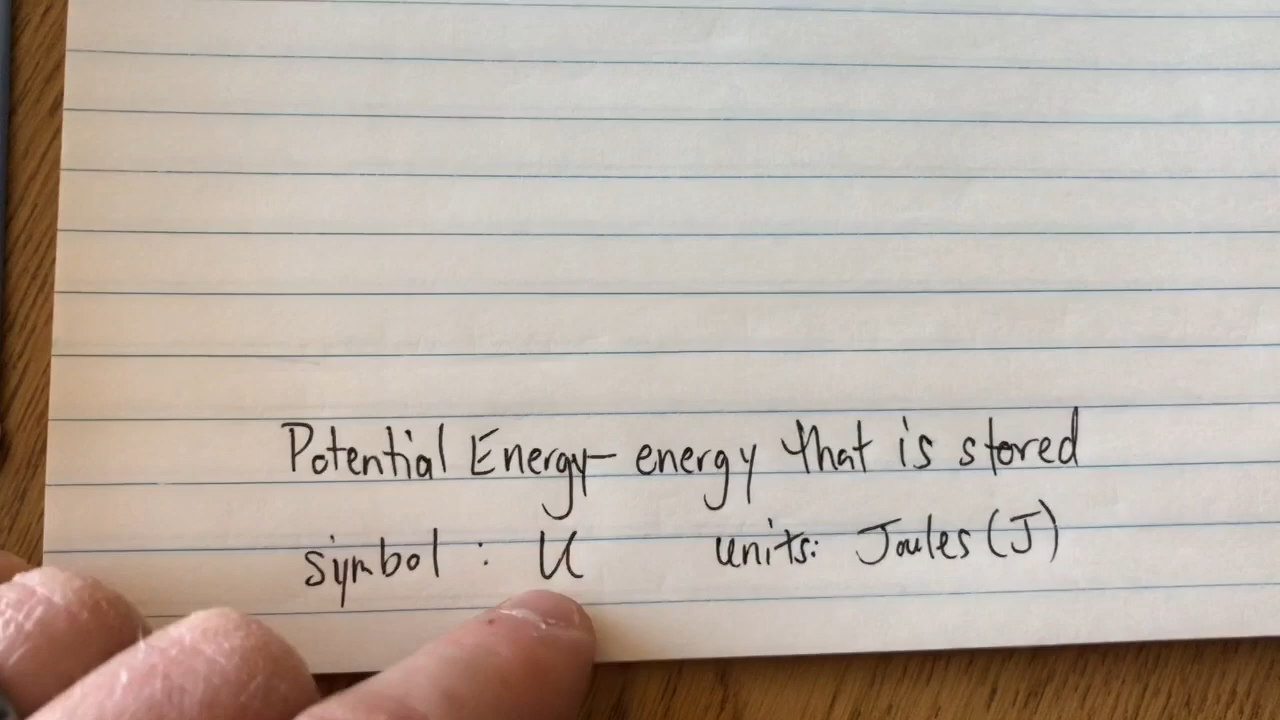 Potential Energy- energy that is stored
symbol : U units: Joules (J)